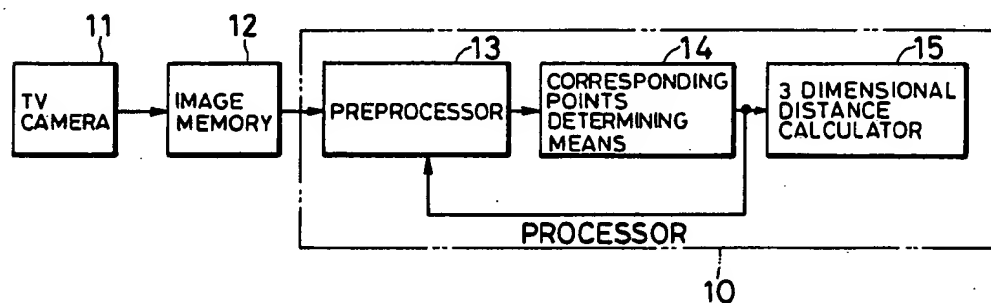 11
12
13
14
15
TV
CAMERA
IMAGE
MEMORY
PREPROCESSOR
CORRESPONDING
POINTS
DETERMINING
MEANS
3 DIMENSIONAL
DISTANCE
CALCULATOR
PROCESSOR
10